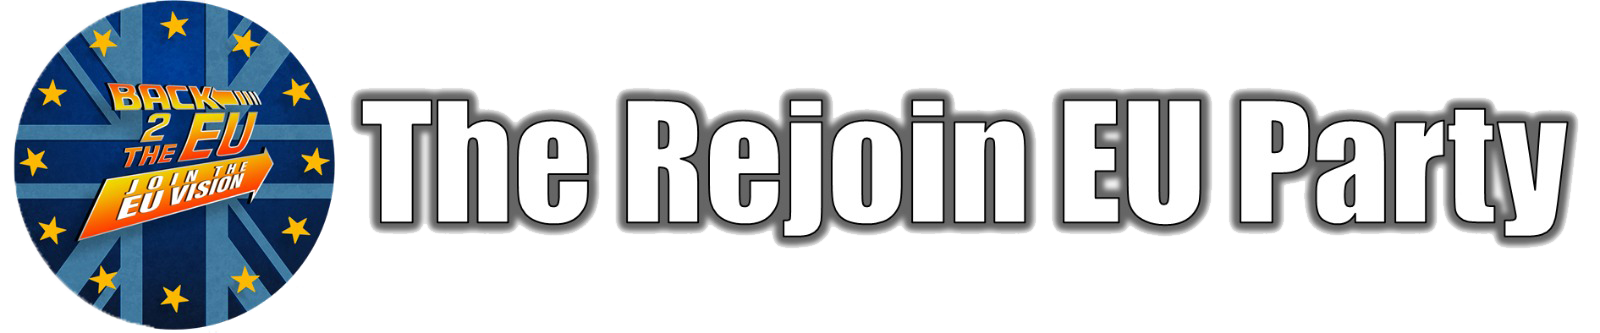 BACK
2
THE EU
JOIN THE
EU VISION
The Rejoin EU Party